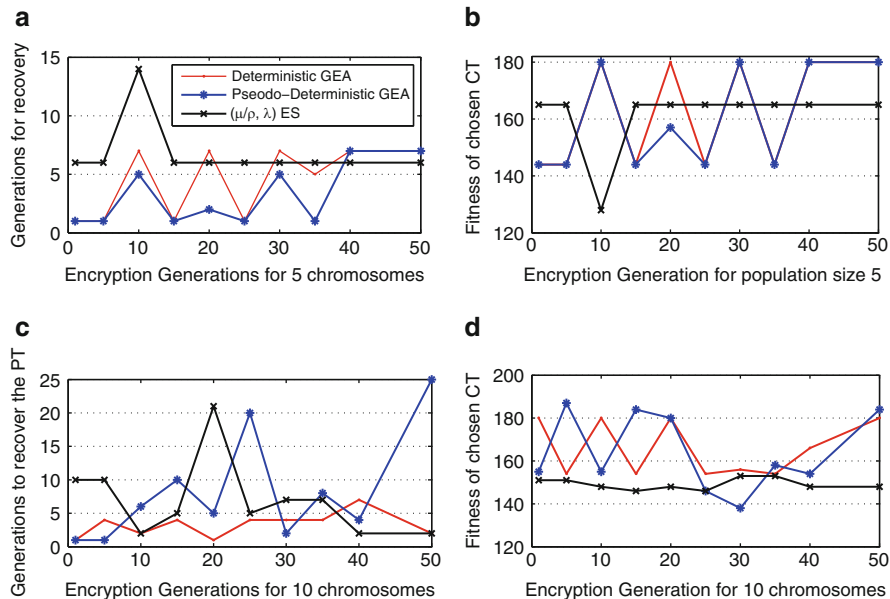 a
Generations for recovery
15
10
5
0
Deterministic GEA
Pseodo-Deterministic GEA
(μ/ρ, λ) ES
0 10 20 30 40 50
Encryption Generations for 5 chromosomes
b
Fitness of chosen CT
180
160
140
120
0 10 20 30 40 50
Encryption Generation for population size 5
c
Generations to recover the PT
25
20
15
10
5
0
0 10 20 30 40 50
Encryption Generations for 10 chromosomes
d
Fitness of chosen CT
200
180
160
140
120
0 10 20 30 40 50
Encryption Generation for 10 chromosomes